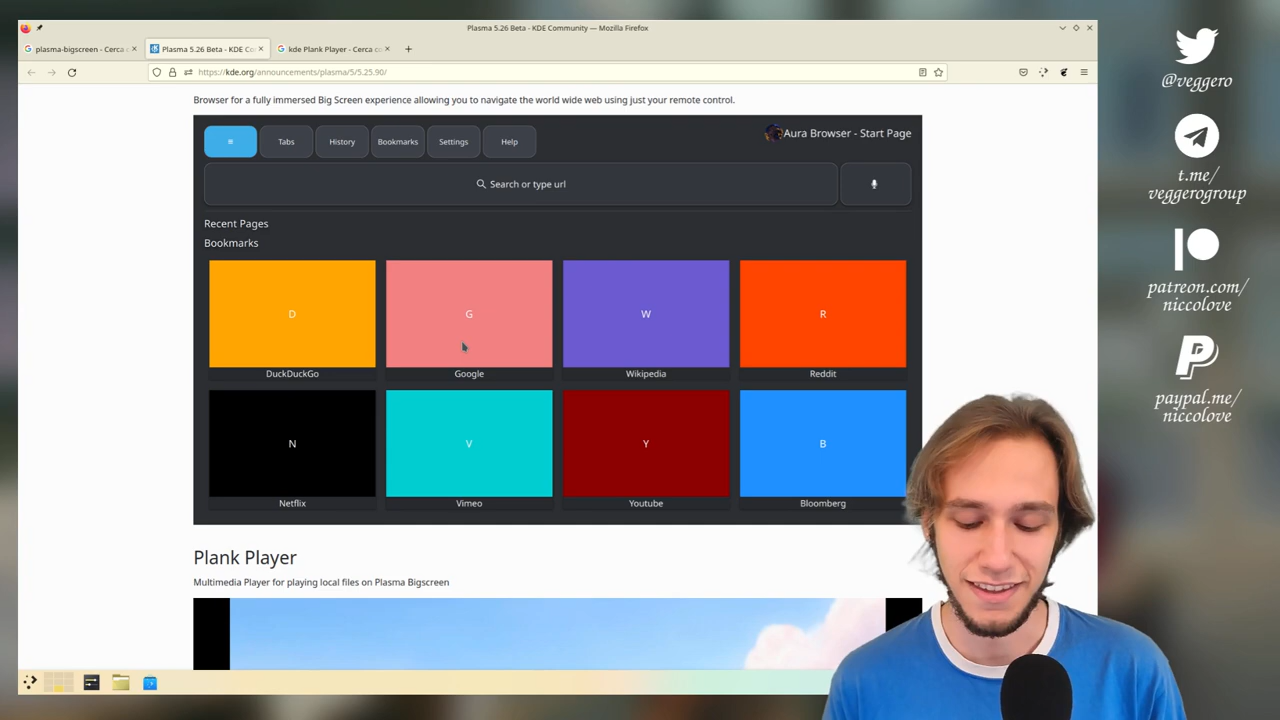 Plasma 5.26 Beta - KDE Community — Mozilla Firefox
plasma-bigscreen - Cerca c
Plasma 5.26 Beta - KDE Co
kde Plank Player - Cerca c
https://kde.org/announcements/plasma/5/5.25.90/
Browser for a fully immersed Big Screen experience allowing you to navigate the world wide web using just your remote control.
Tabs
History
Bookmarks
Settings
Help
Aura Browser - Start Page
Search or type url
Recent Pages
Bookmarks
D
G
W
R
DuckDuckGo
Google
Wikipedia
Reddit
N
V
Y
B
Netflix
Vimeo
Youtube
Bloomberg
Plank Player
Multimedia Player for playing local files on Plasma Bigscreen
@veggero
t.me/
veggerogroup
patreon.com/
niccolove
paypal.me/
niccolove